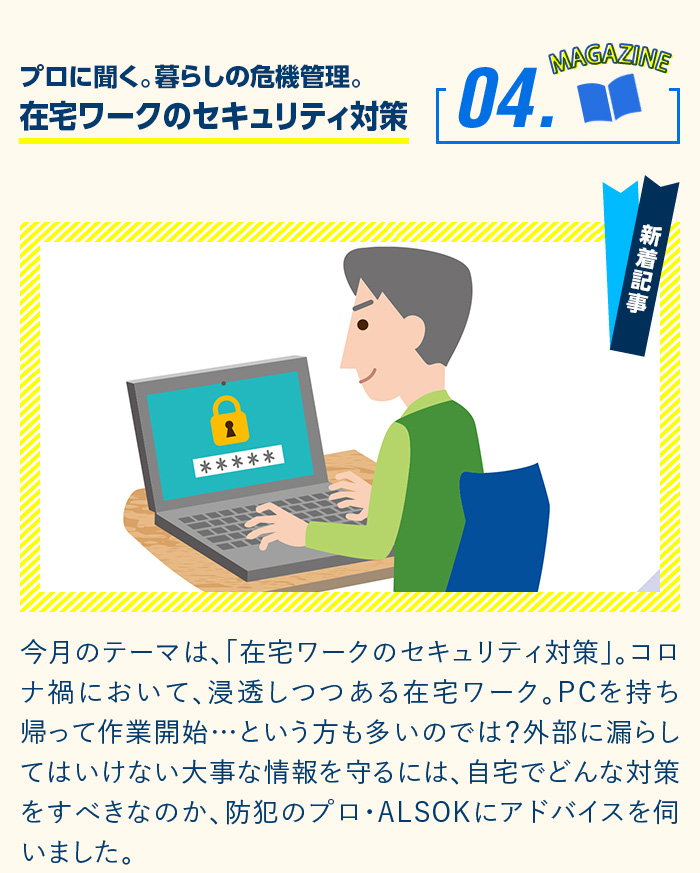 プロに聞く。暮らしの危機管理。
在宅ワークのセキュリティ対策
04.
MAGAZINE
新着記事
*****
今月のテーマは、「在宅ワークのセキュリティ対策」。コロ
ナ禍において、浸透しつつある在宅ワーク。PCを持ち
帰って作業開始…という方も多いのでは？外部に漏らし
てはいけない大事な情報を守るには、自宅でどんな対策
をすべきなのか、防犯のプロ・ALSOKにアドバイスを伺
いました。